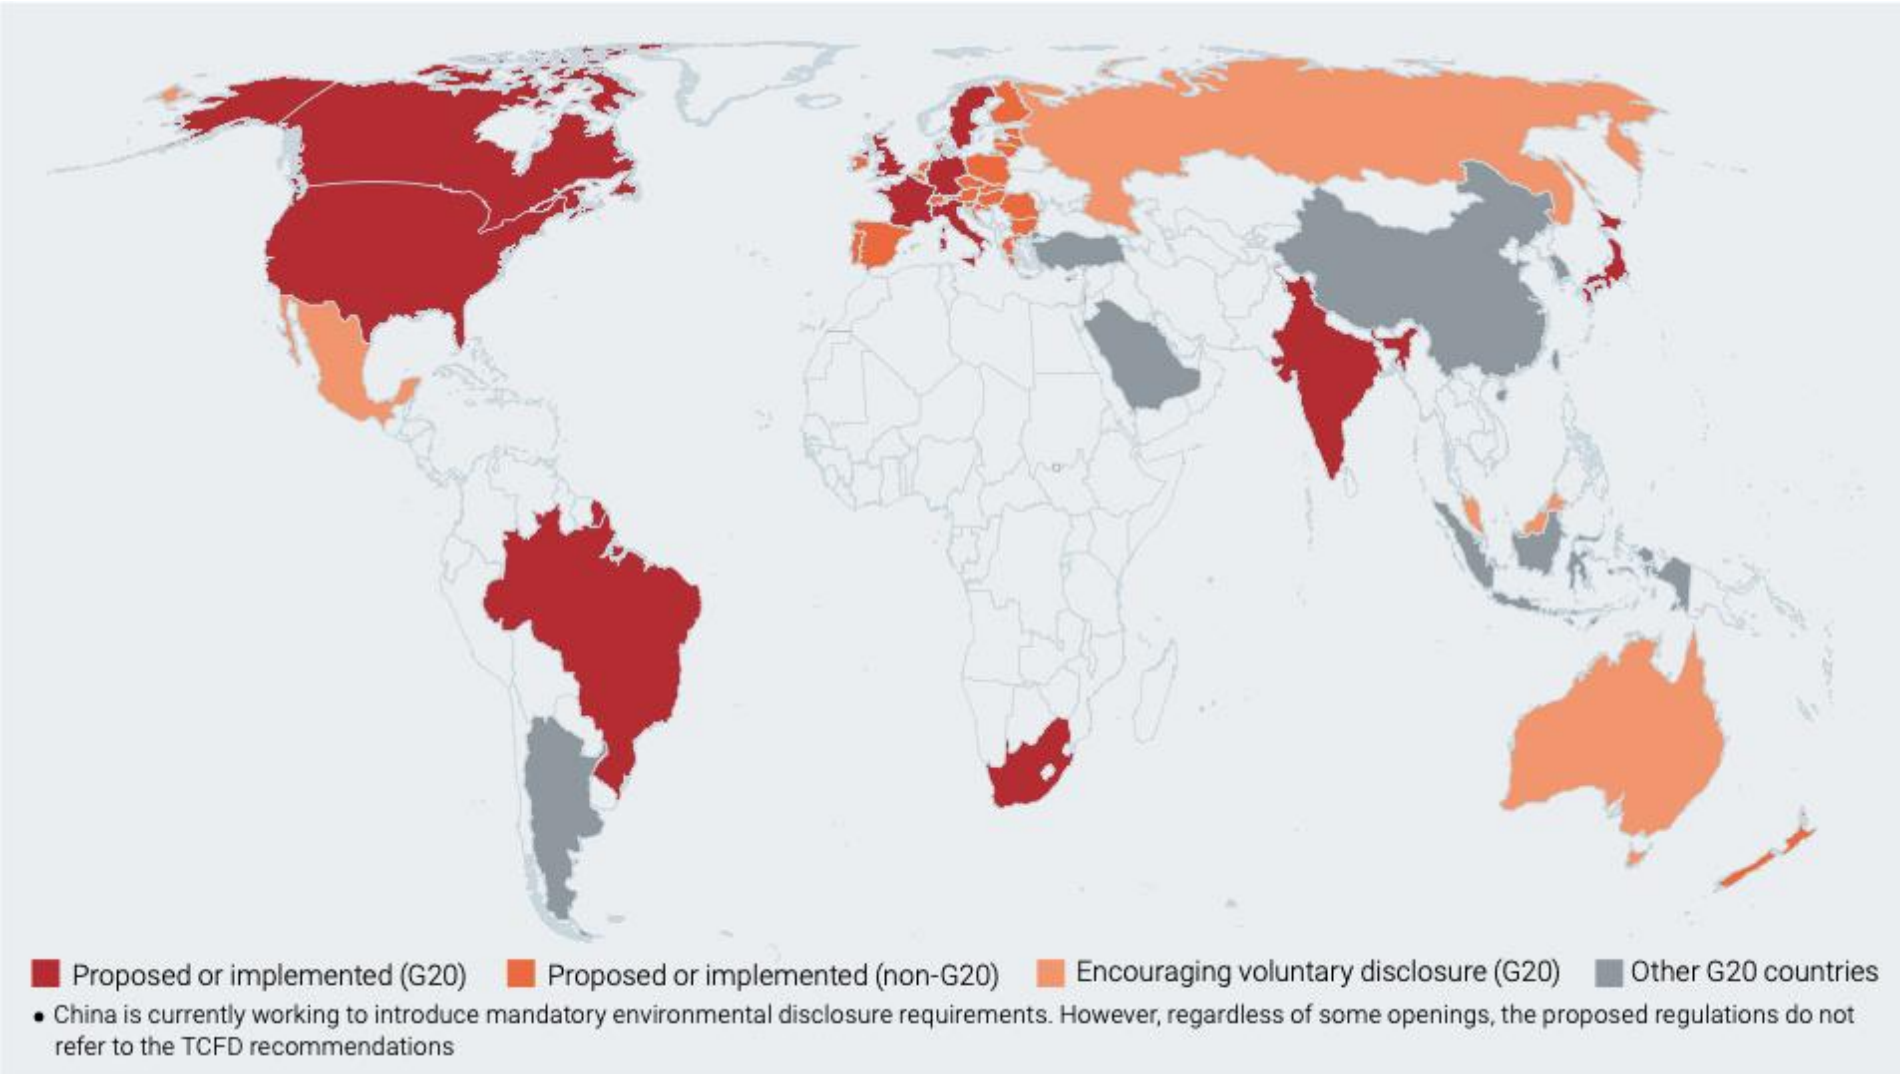 Proposed or implemented (G20) Proposed or implemented (non-G20) Encouraging voluntary disclosure (G20) Other G20 countries
• China is currently working to introduce mandatory environmental disclosure requirements. However, regardless of some openings, the proposed regulations do not
refer to the TCFD recommendations